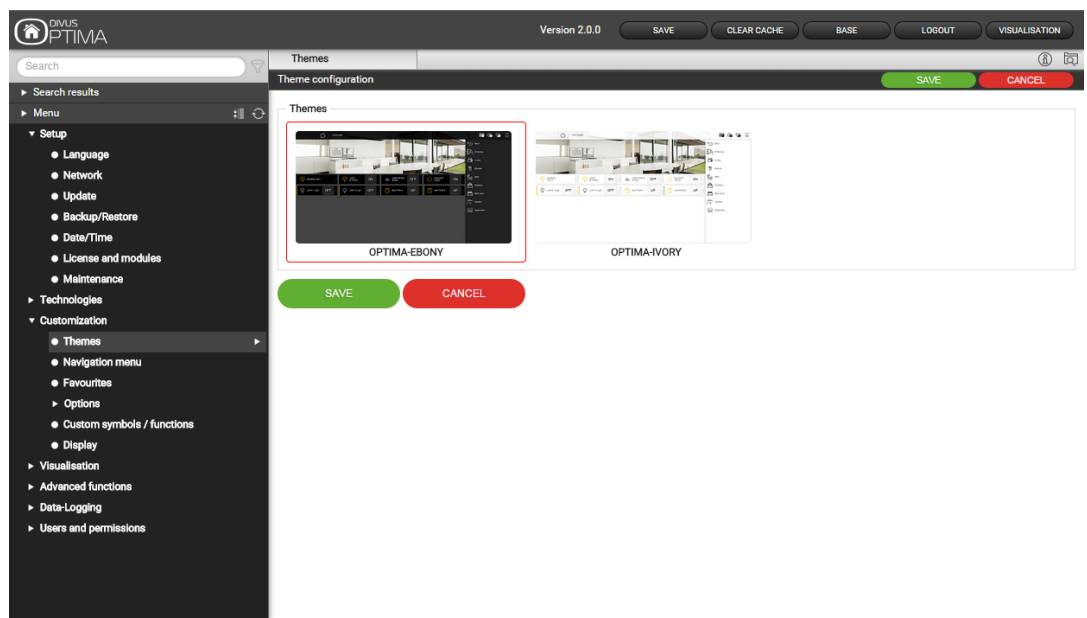 DIVUS
OPTIMA
Version 2.0.0
SAVE
CLEAR CACHE
BASE
LOGOUT
VISUALISATION
Search
Search results
Menu
Setup
Language
Network
Update
Backup/Restore
Date/Time
License and modules
Maintenance
Technologies
Customization
Themes
Navigation menu
Favourites
Options
Custom symbols / functions
Display
Visualisation
Advanced functions
Data-Logging
Users and permissions
Themes
Theme configuration
SAVE
CANCEL
Themes
OPTIMA-EBONY
OPTIMA-IVORY
SAVE
CANCEL